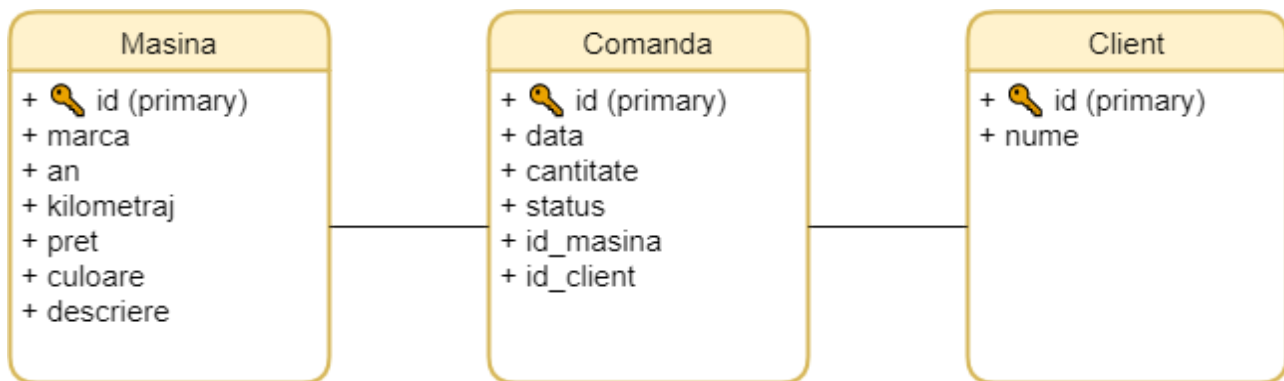 Masina
+ id (primary)
+ marca
+ an
+ kilometraj
+ pret
+ culoare
+ descriere
Comanda
+ id (primary)
+ data
+ cantitate
+ status
+ id_masina
+ id_client
Client
+ id (primary)
+ nume